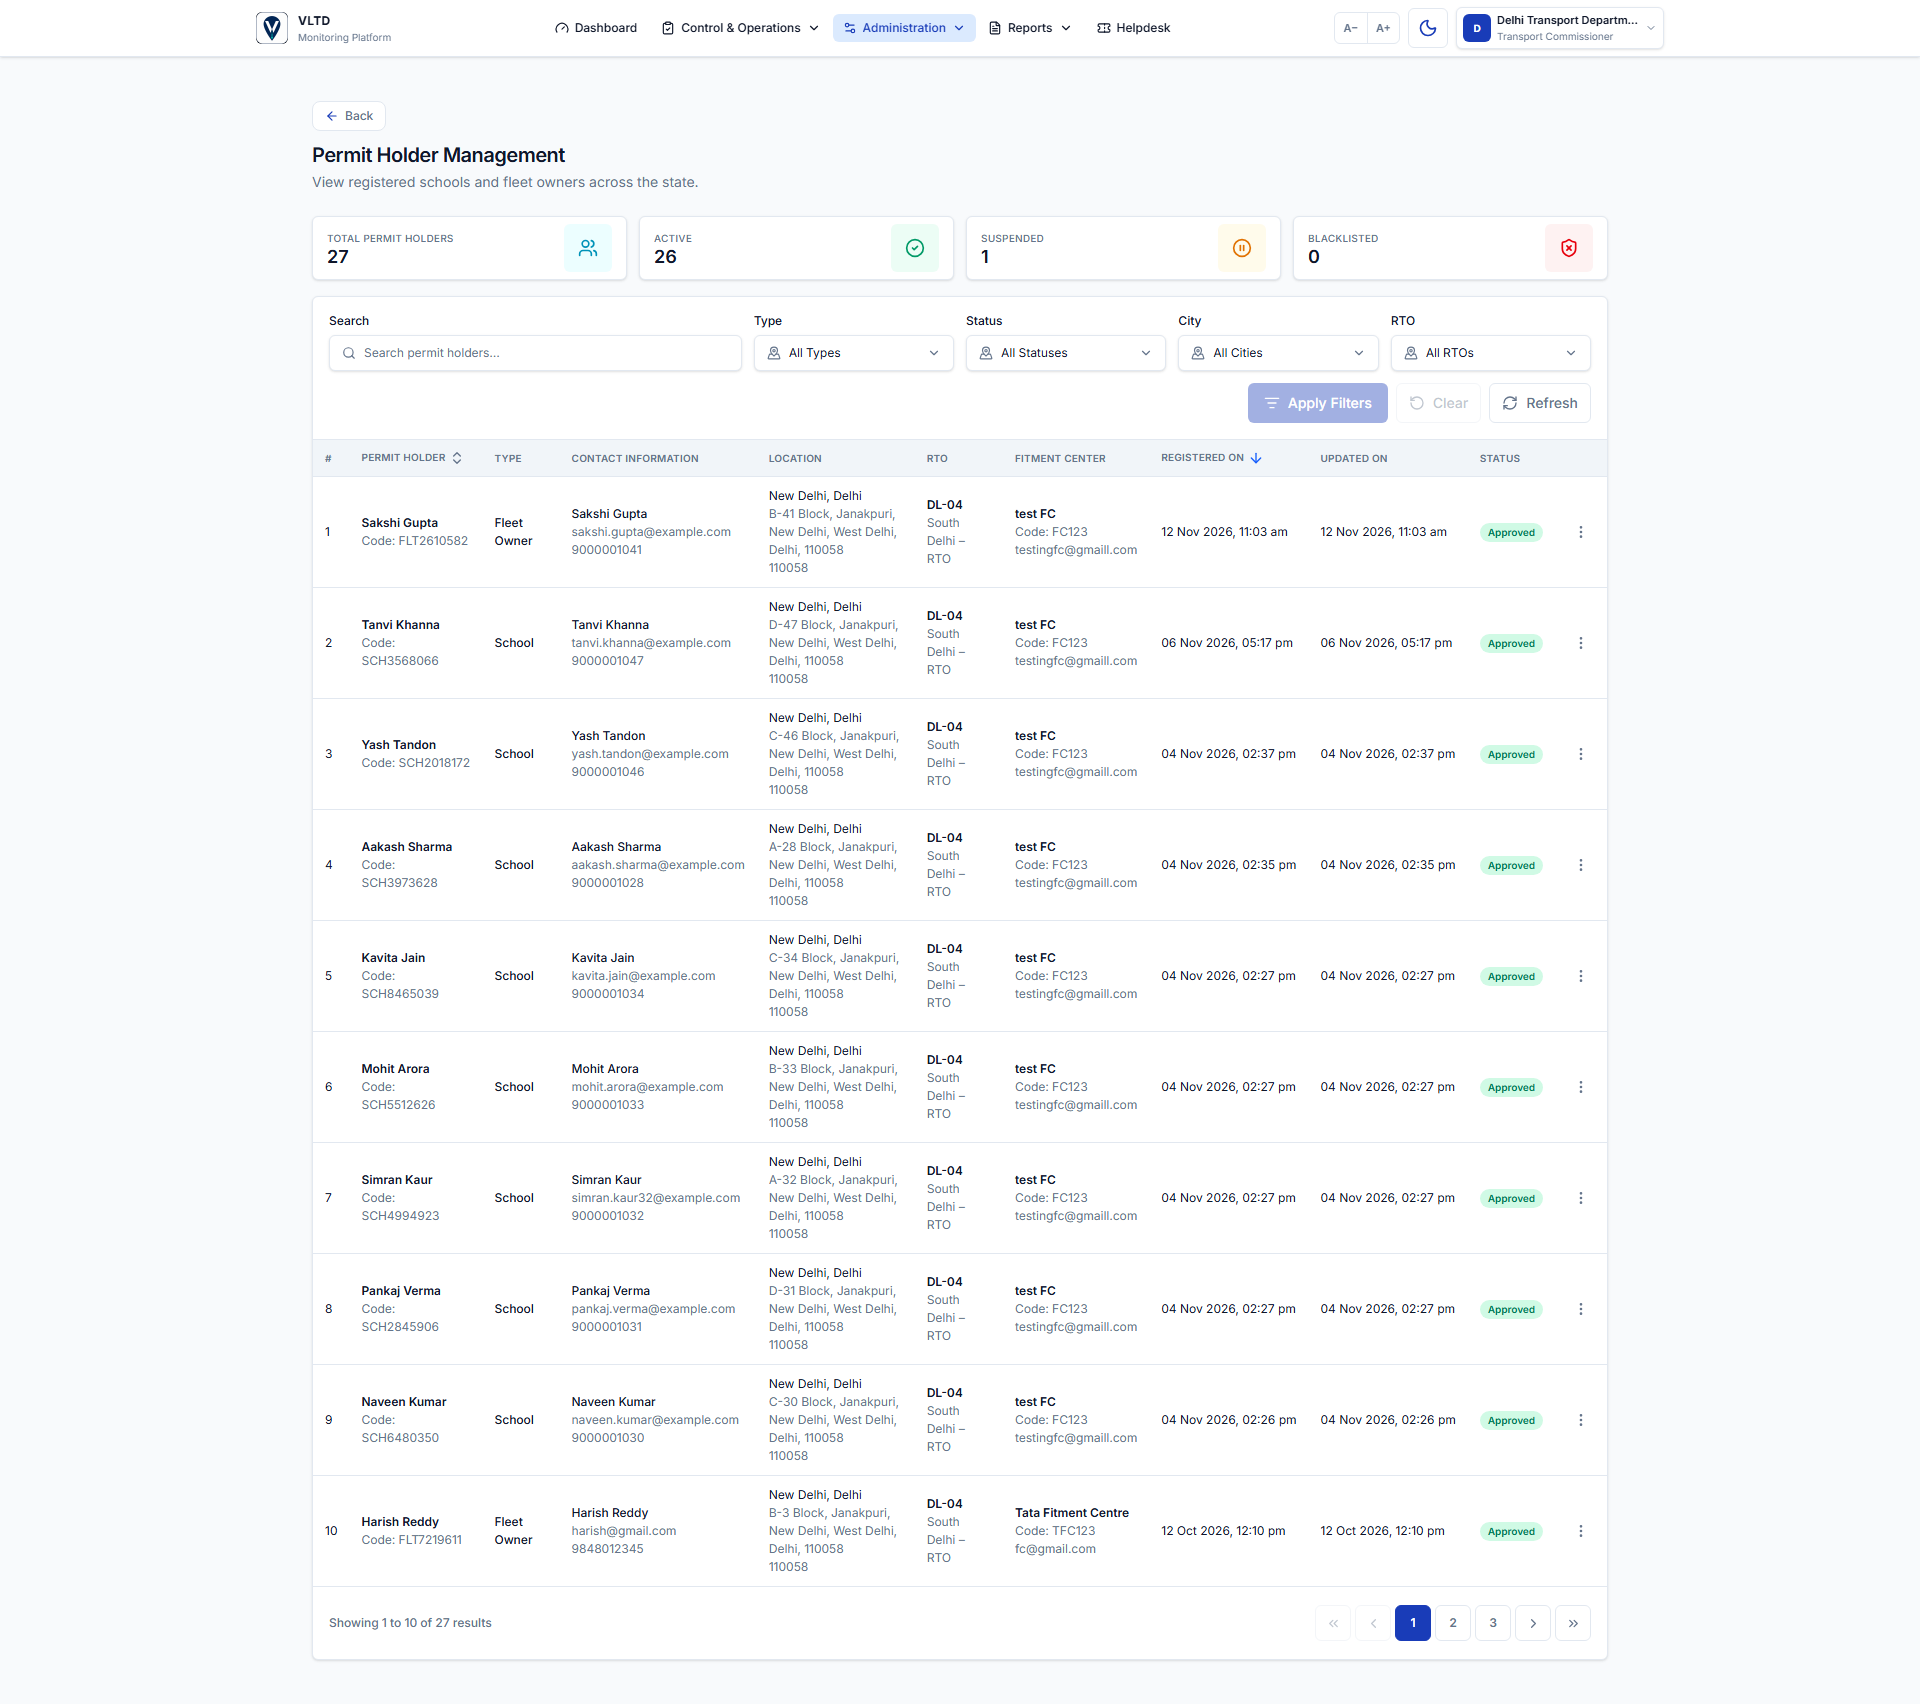 VLTD
Monitoring Platform
Dashboard
Control & Operations
Administration
Reports
Helpdesk
A−
A+
D
Delhi Transport Departm...
Transport Commissioner
Back
Permit Holder Management
View registered schools and fleet owners across the state.
TOTAL PERMIT HOLDERS
27
ACTIVE
26
SUSPENDED
1
BLACKLISTED
0
Search
Search permit holders...
Type
All Types
Status
All Statuses
City
All Cities
RTO
All RTOs
Apply Filters
Clear
Refresh
# PERMIT HOLDER TYPE CONTACT INFORMATION LOCATION RTO FITMENT CENTER REGISTERED ON UPDATED ON STATUS
1
Sakshi Gupta
Code: FLT2610582
Fleet
Owner
Sakshi Gupta
sakshi.gupta@example.com
9000001041
New Delhi, Delhi
B-41 Block, Janakpuri,
New Delhi, West Delhi,
Delhi, 110058
110058
DL-04
South
Delhi –
RTO
test FC
Code: FC123
testingfc@gmaill.com
12 Nov 2026, 11:03 am
12 Nov 2026, 11:03 am
Approved
2
Tanvi Khanna
Code:
SCH3568066
School
Tanvi Khanna
tanvi.khanna@example.com
9000001047
New Delhi, Delhi
D-47 Block, Janakpuri,
New Delhi, West Delhi,
Delhi, 110058
110058
DL-04
South
Delhi –
RTO
test FC
Code: FC123
testingfc@gmaill.com
06 Nov 2026, 05:17 pm
06 Nov 2026, 05:17 pm
Approved
3
Yash Tandon
Code: SCH2018172
School
Yash Tandon
yash.tandon@example.com
9000001046
New Delhi, Delhi
C-46 Block, Janakpuri,
New Delhi, West Delhi,
Delhi, 110058
110058
DL-04
South
Delhi –
RTO
test FC
Code: FC123
testingfc@gmaill.com
04 Nov 2026, 02:37 pm
04 Nov 2026, 02:37 pm
Approved
4
Aakash Sharma
Code:
SCH3973628
School
Aakash Sharma
aakash.sharma@example.com
9000001028
New Delhi, Delhi
A-28 Block, Janakpuri,
New Delhi, West Delhi,
Delhi, 110058
110058
DL-04
South
Delhi –
RTO
test FC
Code: FC123
testingfc@gmaill.com
04 Nov 2026, 02:35 pm
04 Nov 2026, 02:35 pm
Approved
5
Kavita Jain
Code:
SCH8465039
School
Kavita Jain
kavita.jain@example.com
9000001034
New Delhi, Delhi
C-34 Block, Janakpuri,
New Delhi, West Delhi,
Delhi, 110058
110058
DL-04
South
Delhi –
RTO
test FC
Code: FC123
testingfc@gmaill.com
04 Nov 2026, 02:27 pm
04 Nov 2026, 02:27 pm
Approved
6
Mohit Arora
Code:
SCH5512626
School
Mohit Arora
mohit.arora@example.com
9000001033
New Delhi, Delhi
B-33 Block, Janakpuri,
New Delhi, West Delhi,
Delhi, 110058
110058
DL-04
South
Delhi –
RTO
test FC
Code: FC123
testingfc@gmaill.com
04 Nov 2026, 02:27 pm
04 Nov 2026, 02:27 pm
Approved
7
Simran Kaur
Code:
SCH4994923
School
Simran Kaur
simran.kaur32@example.com
9000001032
New Delhi, Delhi
A-32 Block, Janakpuri,
New Delhi, West Delhi,
Delhi, 110058
110058
DL-04
South
Delhi –
RTO
test FC
Code: FC123
testingfc@gmaill.com
04 Nov 2026, 02:27 pm
04 Nov 2026, 02:27 pm
Approved
8
Pankaj Verma
Code:
SCH2845906
School
Pankaj Verma
pankaj.verma@example.com
9000001031
New Delhi, Delhi
D-31 Block, Janakpuri,
New Delhi, West Delhi,
Delhi, 110058
110058
DL-04
South
Delhi –
RTO
test FC
Code: FC123
testingfc@gmaill.com
04 Nov 2026, 02:27 pm
04 Nov 2026, 02:27 pm
Approved
9
Naveen Kumar
Code:
SCH6480350
School
Naveen Kumar
naveen.kumar@example.com
9000001030
New Delhi, Delhi
C-30 Block, Janakpuri,
New Delhi, West Delhi,
Delhi, 110058
110058
DL-04
South
Delhi –
RTO
test FC
Code: FC123
testingfc@gmaill.com
04 Nov 2026, 02:26 pm
04 Nov 2026, 02:26 pm
Approved
10
Harish Reddy
Code: FLT7219611
Fleet
Owner
Harish Reddy
harish@gmail.com
9848012345
New Delhi, Delhi
B-3 Block, Janakpuri,
New Delhi, West Delhi,
Delhi, 110058
110058
DL-04
South
Delhi –
RTO
Tata Fitment Centre
Code: TFC123
fc@gmail.com
12 Oct 2026, 12:10 pm
12 Oct 2026, 12:10 pm
Approved
Showing 1 to 10 of 27 results
« ‹ 1 2 3 › »